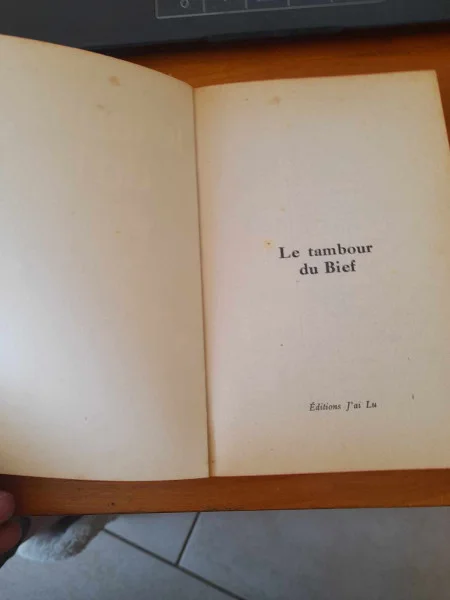 Le tambour
du Bief
Éditions J'ai Lu